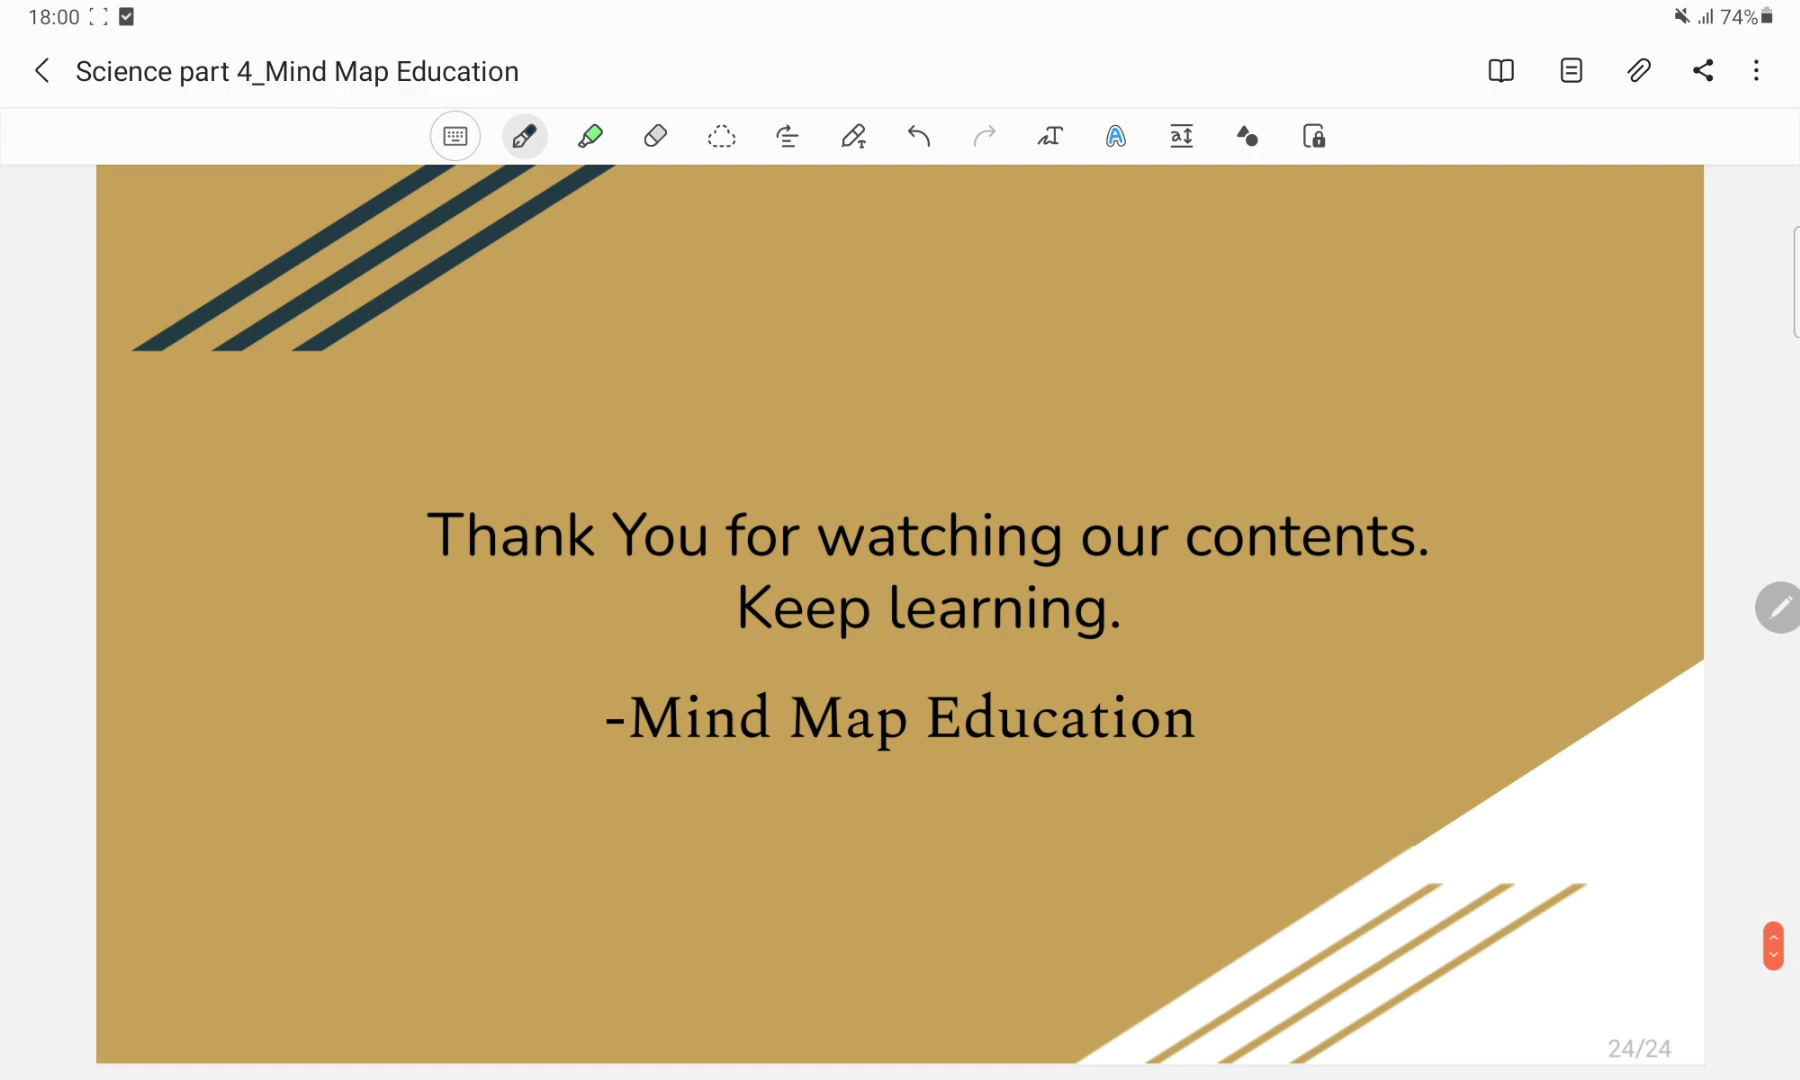 18:00
74%
Science part 4_Mind Map Education
Thank You for watching our contents.
Keep learning.
-Mind Map Education
24/24